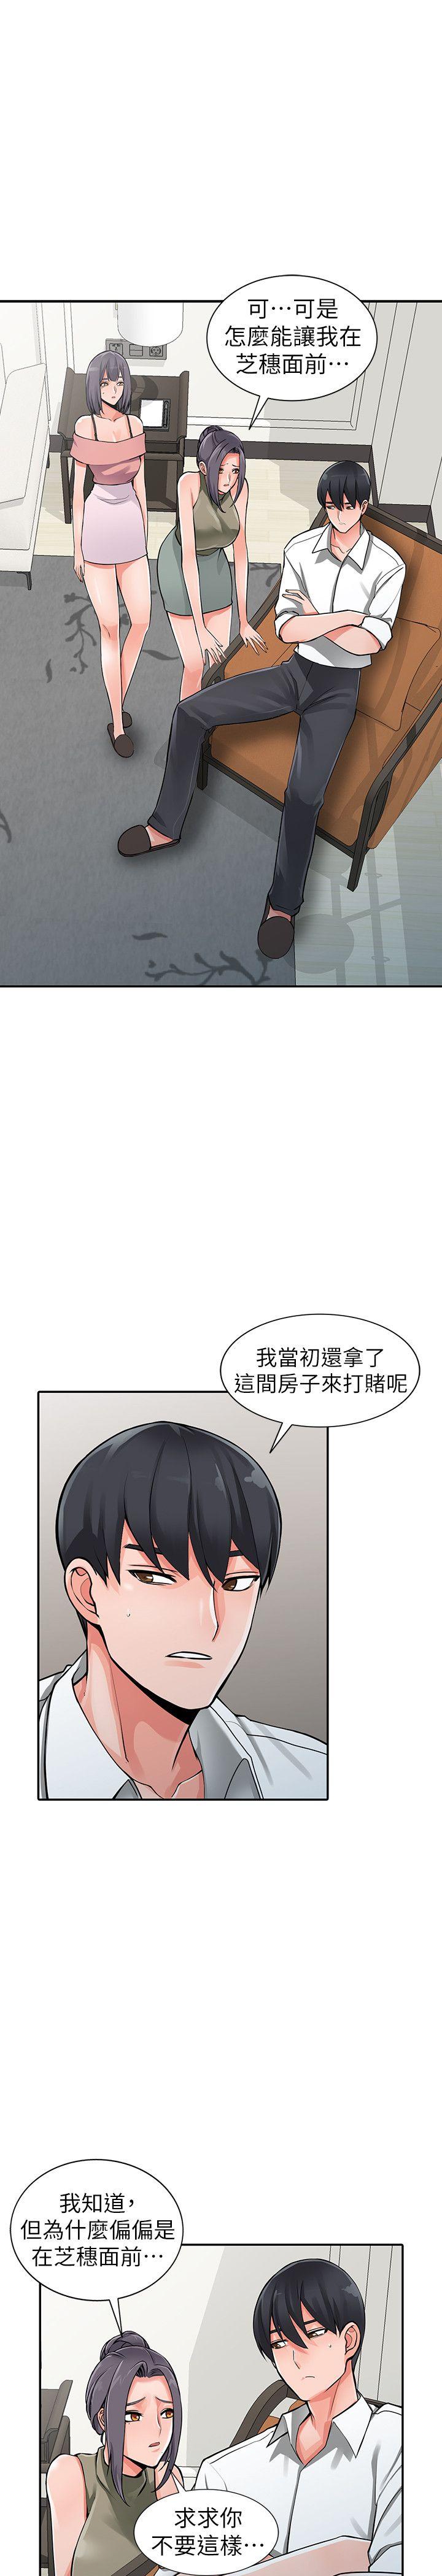 可⋯可是
怎麼能讓我在
芝穗面前⋯
我當初還拿了
這間房子來打賭呢
我知道，
但為什麼偏偏是
在芝穗面前⋯
求求你
不要這樣⋯